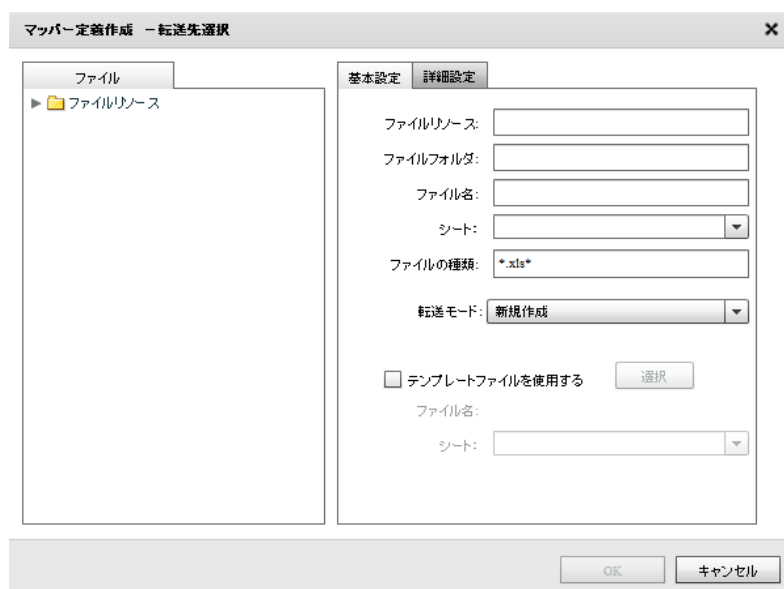 マッパー定義作成 －転送先選択
ファイル
ファイルリソース
基本設定 詳細設定
ファイルリソース:
ファイルフォルダ:
ファイル名:
シート:
ファイルの種類: *.xls*
転送モード: 新規作成
テンプレートファイルを使用する 選択
ファイル名:
シート:
OK キャンセル